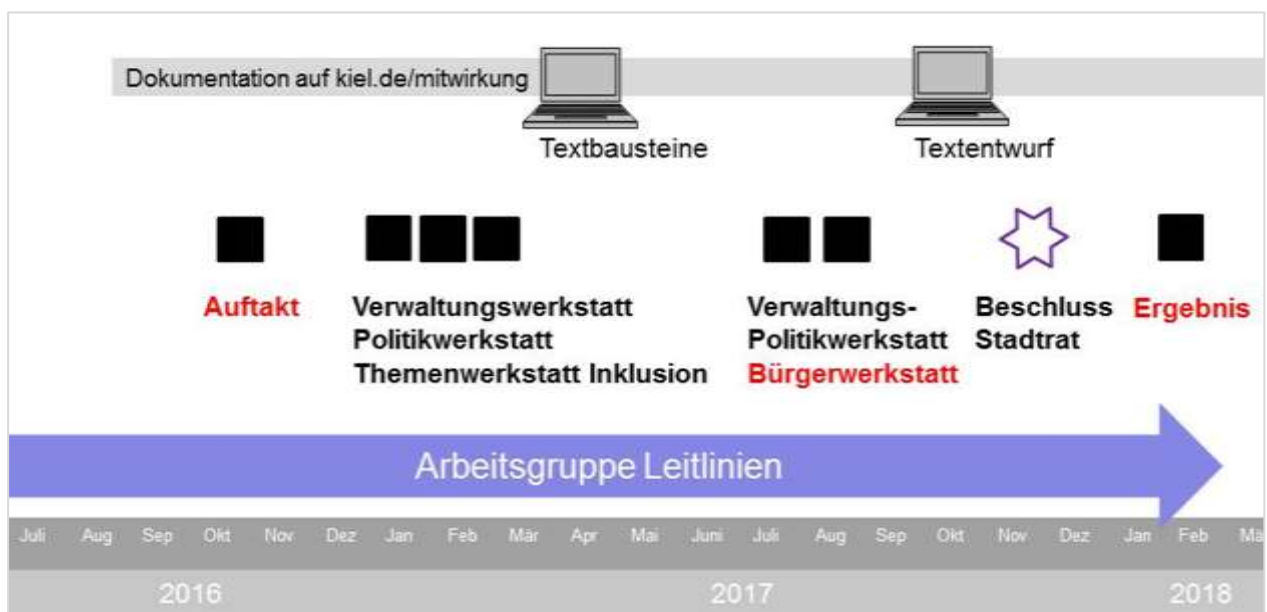 Dokumentation auf kiel.de/mitwirkung
Textbausteine
Textentwurf
Auftakt
Verwaltungswerkstatt
Politikwerkstatt
Themenwerkstatt Inklusion
Verwaltungs-
Politikwerkstatt
Bürgerwerkstatt
Beschluss
Stadtrat
Ergebnis
Arbeitsgruppe Leitlinien
Juli Aug Sep Okt Nov Dez Jan Feb Mär Apr Mai Juni Juli Aug Sep Okt Nov Dez Jan Feb
2016 2017 2018